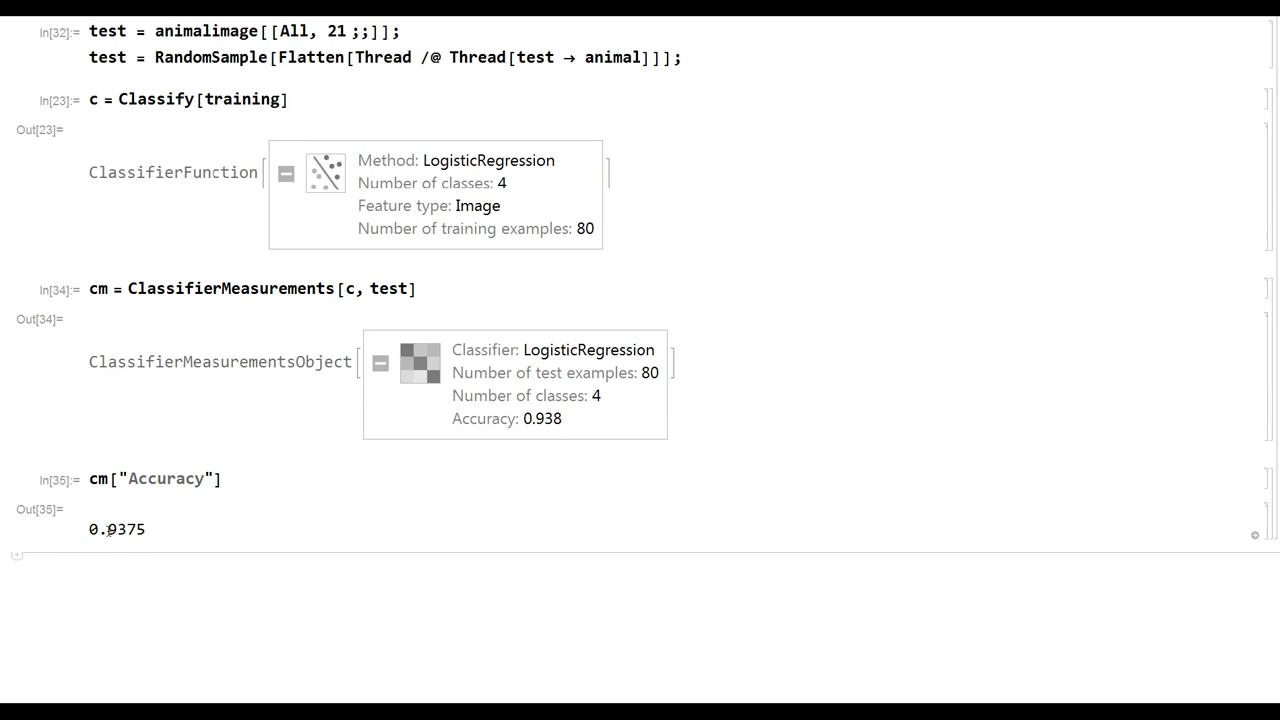 In[32]:= test = animalimage[[All, 21 ;;]];
test = RandomSample[Flatten[Thread /@ Thread[test → animal]]];
In[23]:= c = Classify[training]
Out[23]=
ClassifierFunction[
Method: LogisticRegression
Number of classes: 4
Feature type: Image
Number of training examples: 80
]
In[34]:= cm = ClassifierMeasurements[c, test]
Out[34]=
ClassifierMeasurementsObject[
Classifier: LogisticRegression
Number of test examples: 80
Number of classes: 4
Accuracy: 0.938
]
In[35]:= cm["Accuracy"]
Out[35]=
0.9375